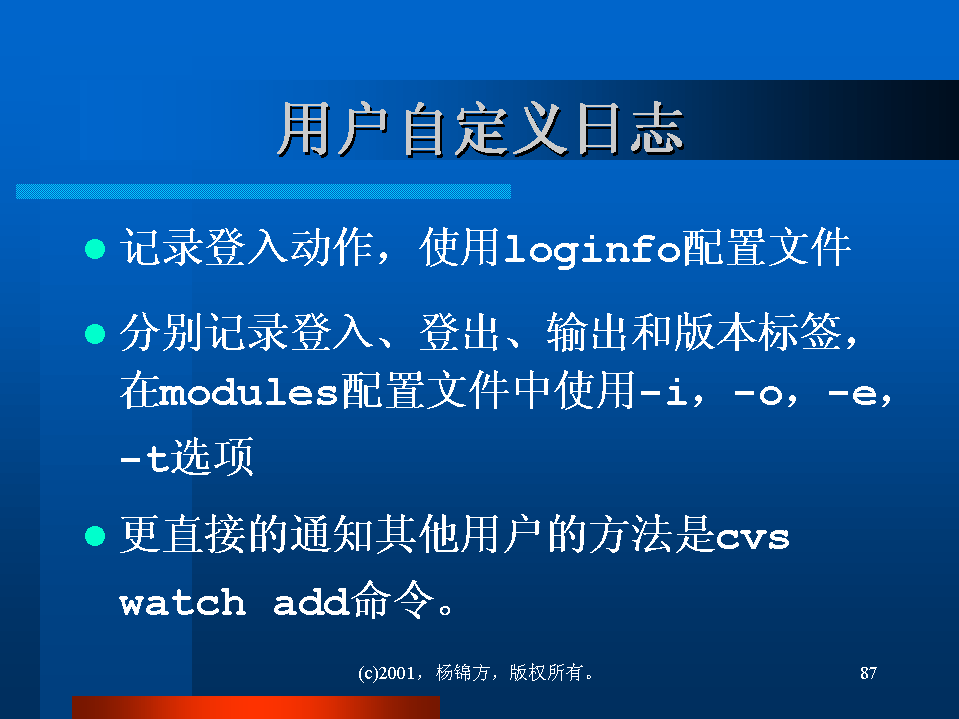 用户自定义日志
记录登入动作，使用loginfo配置文件
分别记录登入、登出、输出和版本标签，
在modules配置文件中使用-i，-o，-e，
-t选项
更直接的通知其他用户的方法是cvs
watch add命令。
(c)2001，杨锦方，版权所有。
87